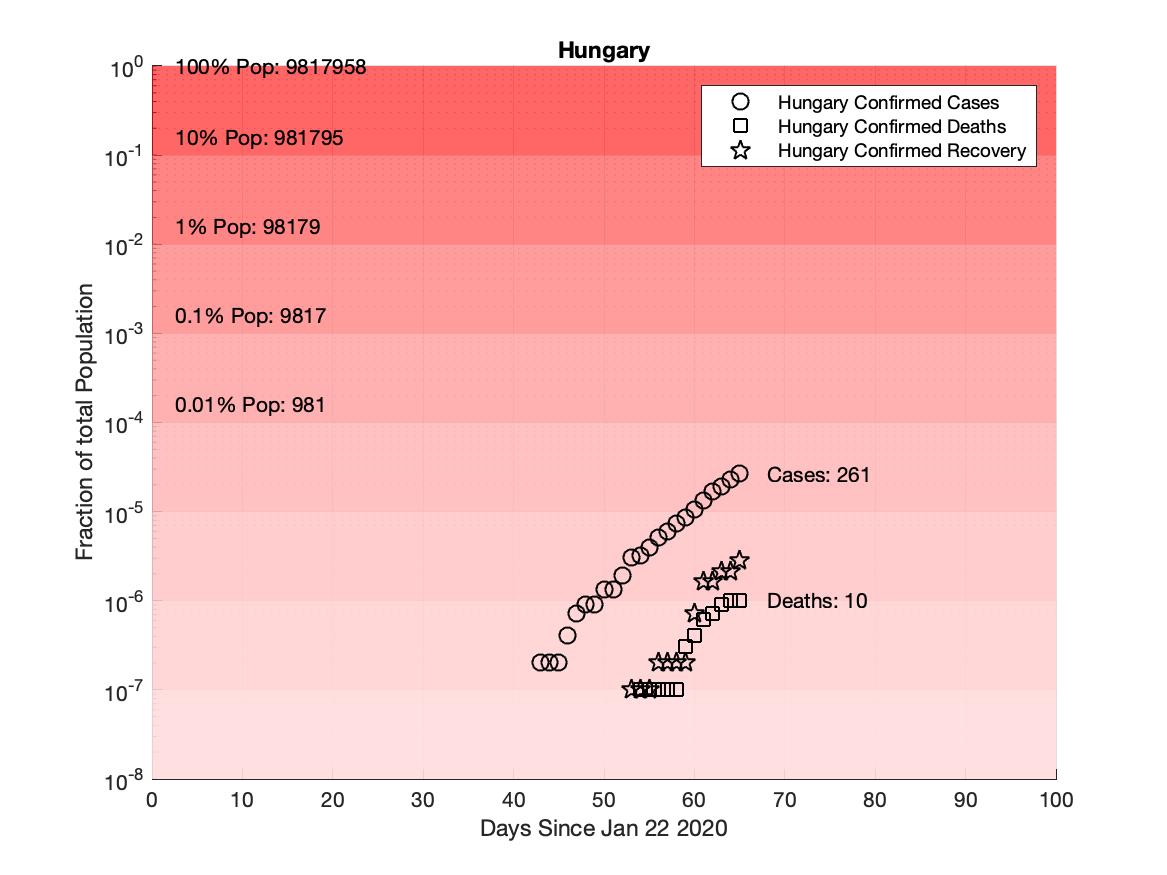 Hungary
10^0
100% Pop: 9817958
Hungary Confirmed Cases
Hungary Confirmed Deaths
Hungary Confirmed Recovery
10% Pop: 981795
10^-1
1% Pop: 98179
10^-2
0.1% Pop: 9817
10^-3
0.01% Pop: 981
10^-4
Cases: 261
10^-5
10^-6
Deaths: 10
10^-7
10^-8
Fraction of total Population
0 10 20 30 40 50 60 70 80 90 100
Days Since Jan 22 2020